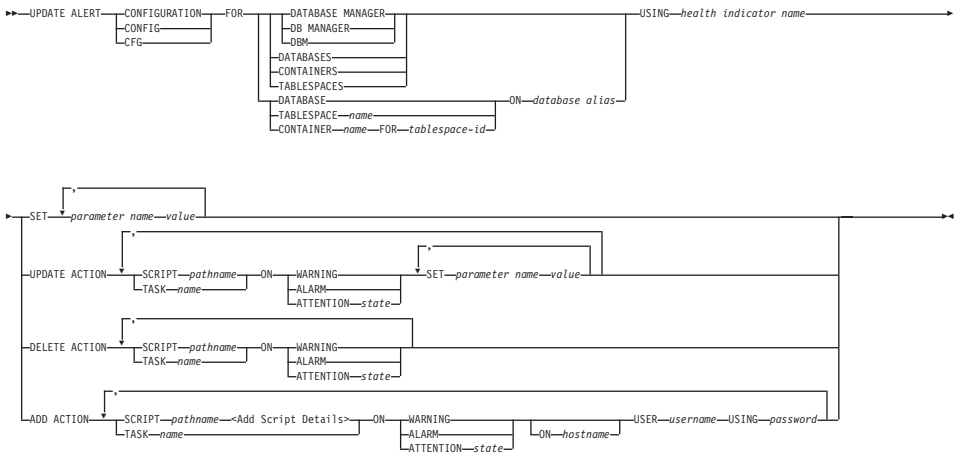 UPDATE ALERT CONFIGURATION FOR DATABASE MANAGER USING health indicator name
CONFIG DB MANAGER
CFG DBM
DATABASES
CONTAINERS
TABLESPACES
DATABASE ON database alias
TABLESPACE name
CONTAINER name FOR tablespace-id
,
SET parameter name value
, ,
UPDATE ACTION SCRIPT pathname ON WARNING SET parameter name value
TASK name ALARM
ATTENTION state
,
DELETE ACTION SCRIPT pathname ON WARNING
TASK name ALARM
ATTENTION state
,
ADD ACTION SCRIPT pathname <Add Script Details> ON WARNING USER username USING password
TASK name ALARM ON hostname
ATTENTION state